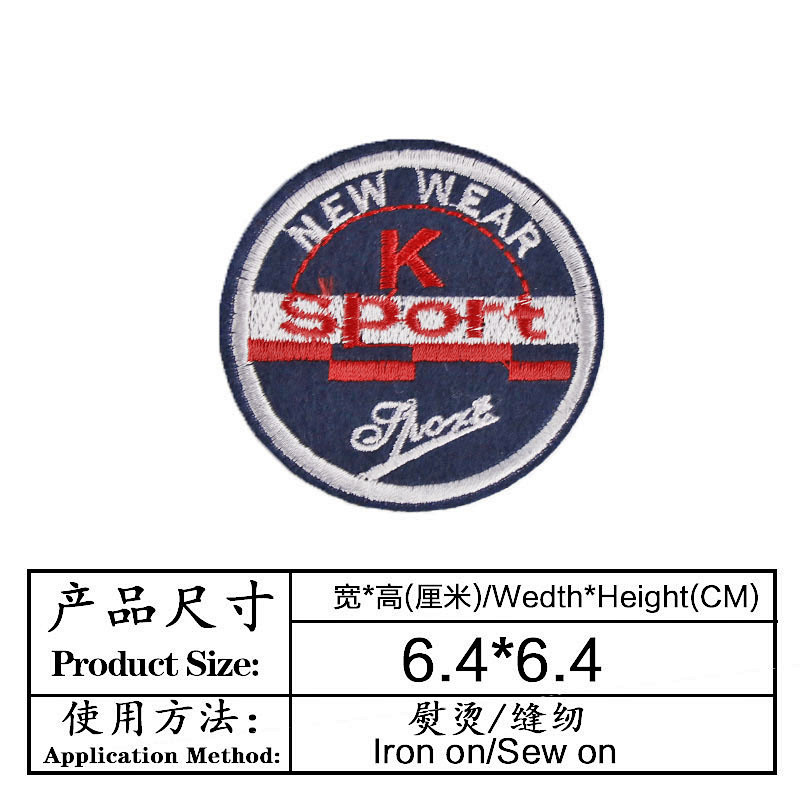 NEW WEAR
K
sport
Sport
产品尺寸
Product Size:
宽*高(厘米)/Wedth*Height(CM)
6.4*6.4
使用方法:
Application Method:
熨烫/缝纫
Iron on/Sew on